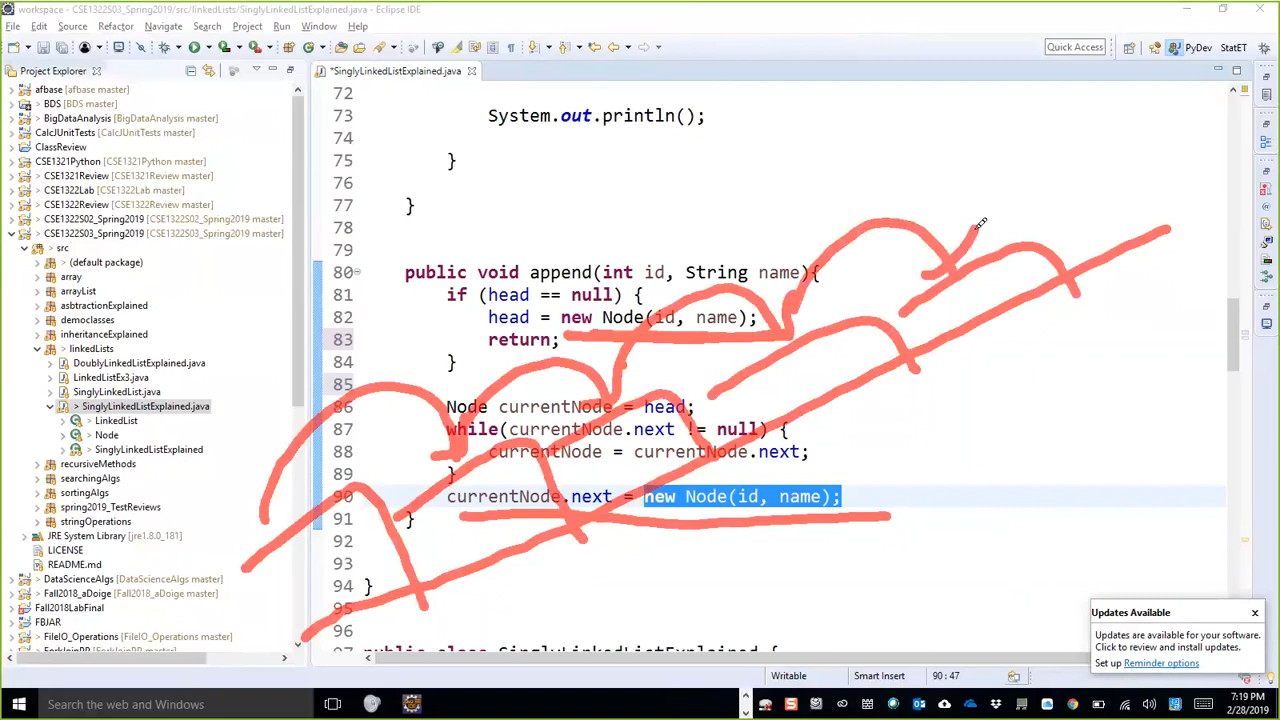 workspace - CSE1322S03_Spring2019/src/linkedLists/SinglyLinkedListExplained.java - Eclipse IDE
File Edit Source Refactor Navigate Search Project Run Window Help
Quick Access
PyDev
StatET
Project Explorer
*SinglyLinkedListExplained.java
afbase (afbase master)
> BDS (BDS master)
> BigDataAnalysis (BigDataAnalysis master)
CalcJUnitTests (CalcJUnitTests master)
ClassReview
CSE1321Python (CSE1321Python master)
> CSE1321Review (CSE1321Review master)
> CSE1322Lab (CSE1322Lab master)
> CSE1322Review (CSE1322Review master)
> CSE1322S02_Spring2019 (CSE1322S02_Spring2019 master)
> CSE1322S03_Spring2019 (CSE1322S03_Spring2019 master)
> src
> (default package)
array
arrayList
asbtractionExplained
democlasses
inheritanceExplained
> linkedLists
DoublyLinkedListExplained.java
LinkedListEx3.java
SinglyLinkedList.java
> SinglyLinkedListExplained.java
LinkedList
Node
SinglyLinkedListExplained
recursiveMethods
searchingAlgs
sortingAlgs
spring2019_TestReviews
stringOperations
JRE System Library [jre1.8.0_181]
LICENSE
README.md
> DataScienceAlgs (DataScienceAlgs master)
> Fall2018_aDoige (Fall2018_aDoige master)
Fall2018LabFinal
FBJAR
> FileIO_Operations (FileIO_Operations master)
72
73 System.out.println();
74
75 }
76
77 }
78
79
80 public void append(int id, String name){
81 if (head == null) {
82 head = new Node(id, name);
83 return;
84 }
85
86 Node currentNode = head;
87 while(currentNode.next != null) {
88 currentNode = currentNode.next;
89 }
90 currentNode.next = new Node(id, name);
91 }
92
93
94 }
95
96
97 public class SinglyLinkedListExplained {
Updates Available
Updates are available for your software.
Click to review and install updates.
Set up Reminder options
Writable
Smart Insert
90 : 47
Search the web and Windows
7:19 PM
2/28/2019